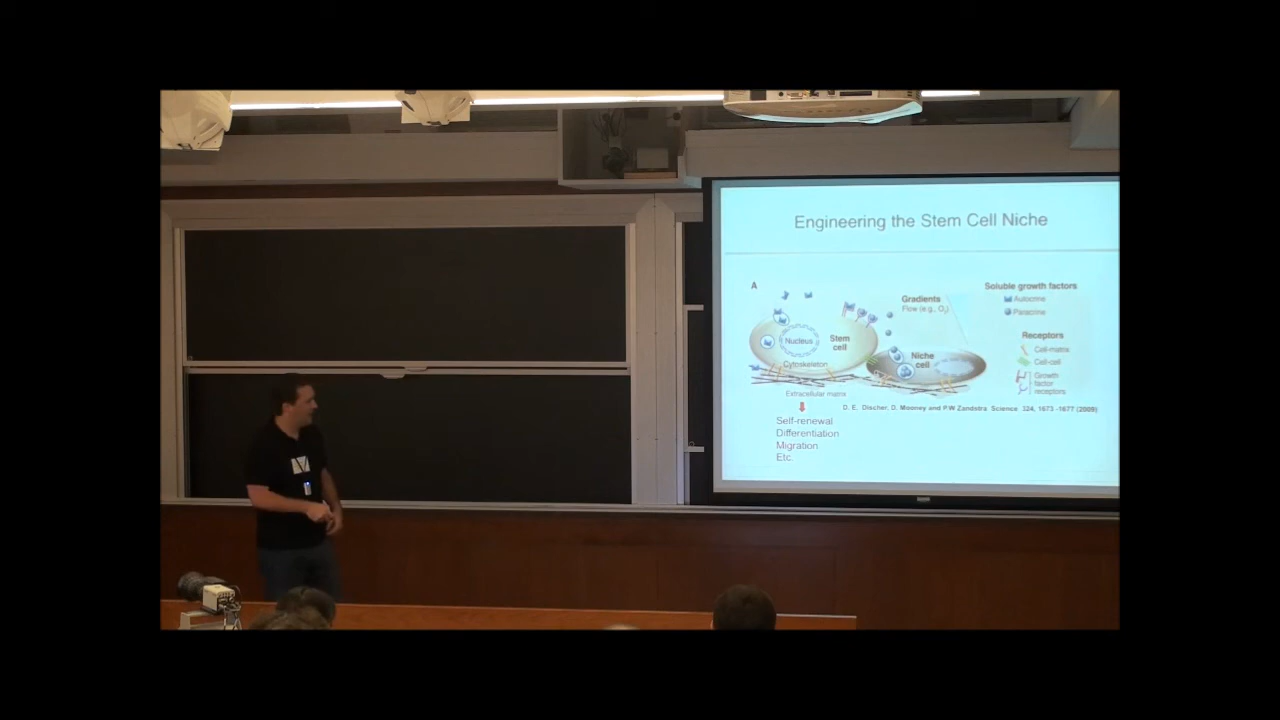 Engineering the Stem Cell Niche
A
Gradients
Flow (e.g., O2)
Soluble growth factors
Autocrine
Paracrine
Nucleus
Stem
cell
Cytoskeleton
Niche
cell
Receptors
Cell-matrix
Cell-cell
Growth
factor
receptors
Extracellular matrix
D. E. Discher, D. Mooney and P.W Zandstra Science 324, 1673 -1677 (2009)
Self-renewal
Differentiation
Migration
Etc.